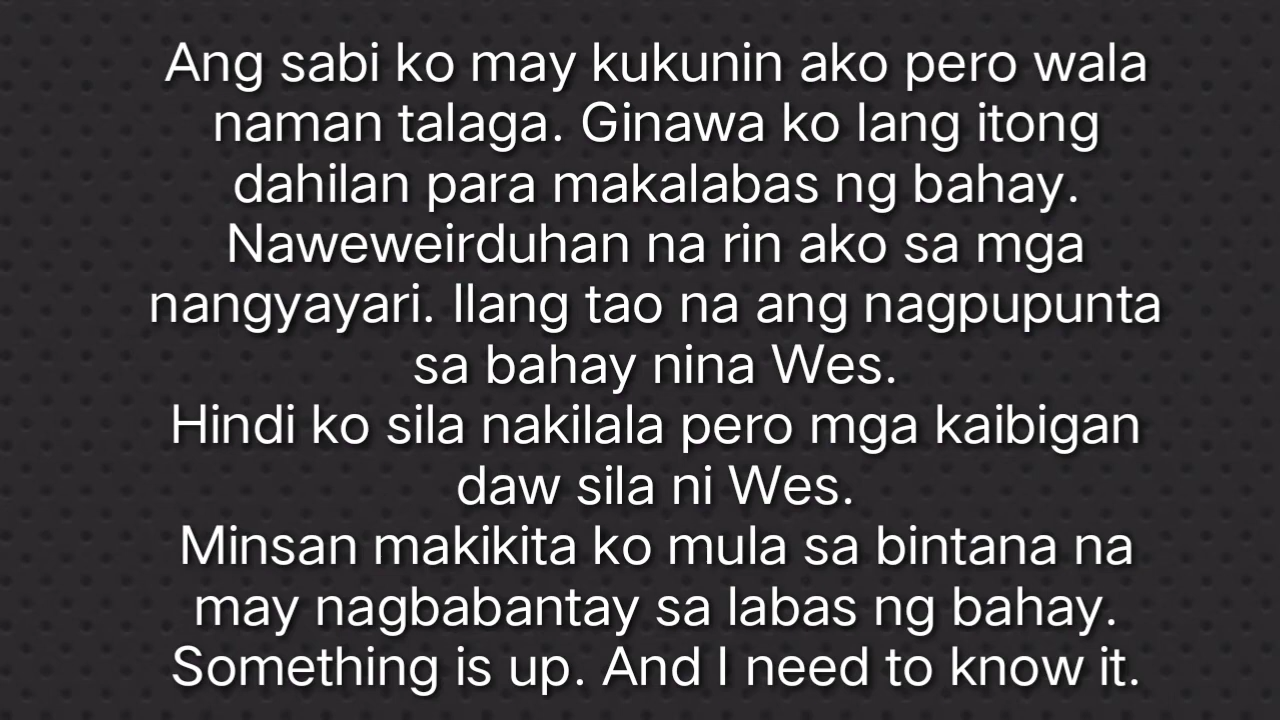 Ang sabi ko may kukunin ako pero wala
naman talaga. Ginawa ko lang itong
dahilan para makalabas ng bahay.
Naweweirduhan na rin ako sa mga
nangyayari. Ilang tao na ang nagpupunta
sa bahay nina Wes.
Hindi ko sila nakilala pero mga kaibigan
daw sila ni Wes.
Minsan makikita ko mula sa bintana na
may nagbabantay sa labas ng bahay.
Something is up. And I need to know it.